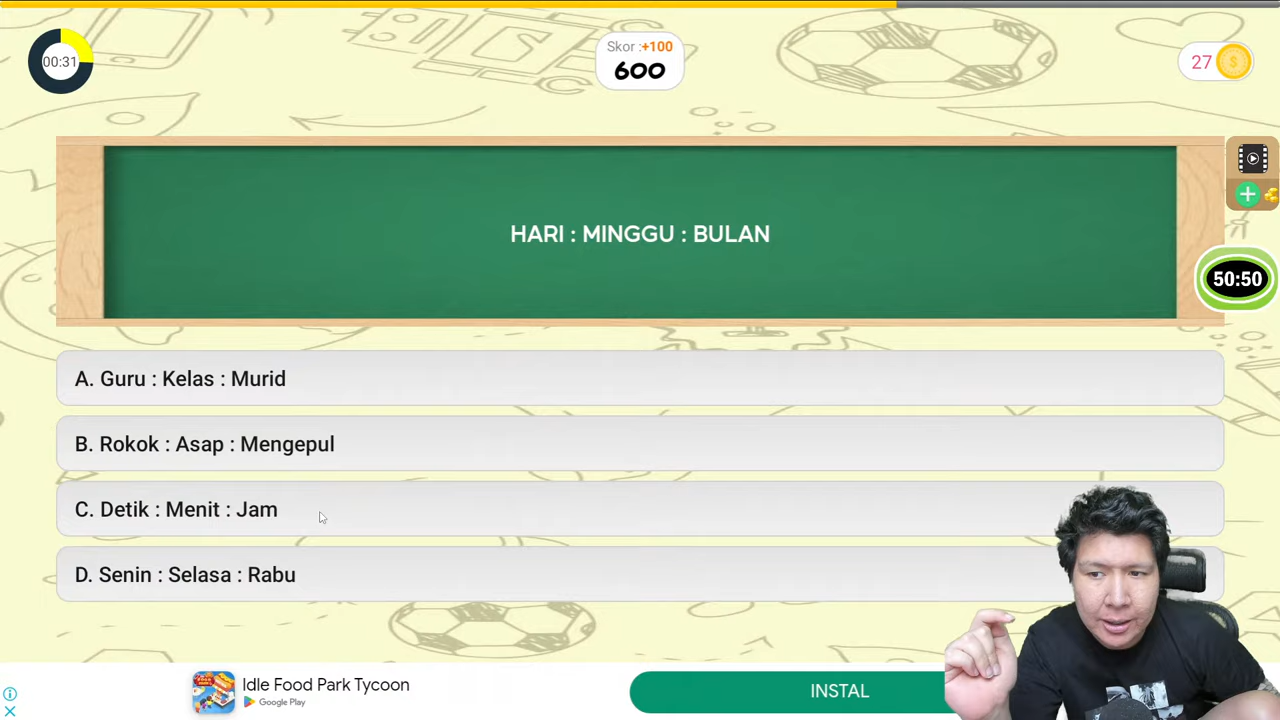 00:31
Skor :+100
600
27
HARI : MINGGU : BULAN
50:50
A. Guru : Kelas : Murid
B. Rokok : Asap : Mengepul
C. Detik : Menit : Jam
D. Senin : Selasa : Rabu
Idle Food Park Tycoon
Google Play
INSTAL